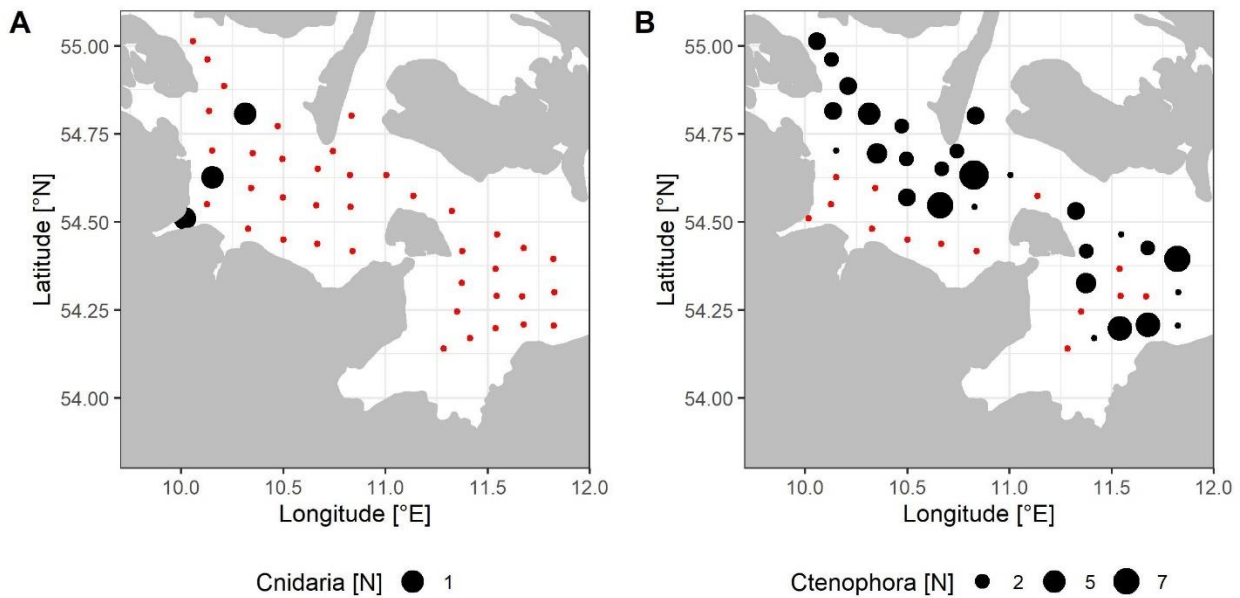 A
55.00
54.75
54.50
54.25
54.00
Latitude [°N]
10.0 10.5 11.0 11.5 12.0
Longitude [°E]
Cnidaria [N] 1
B
55.00
54.75
54.50
54.25
54.00
Latitude [°N]
10.0 10.5 11.0 11.5 12.0
Longitude [°E]
Ctenophora [N] 2 5 7